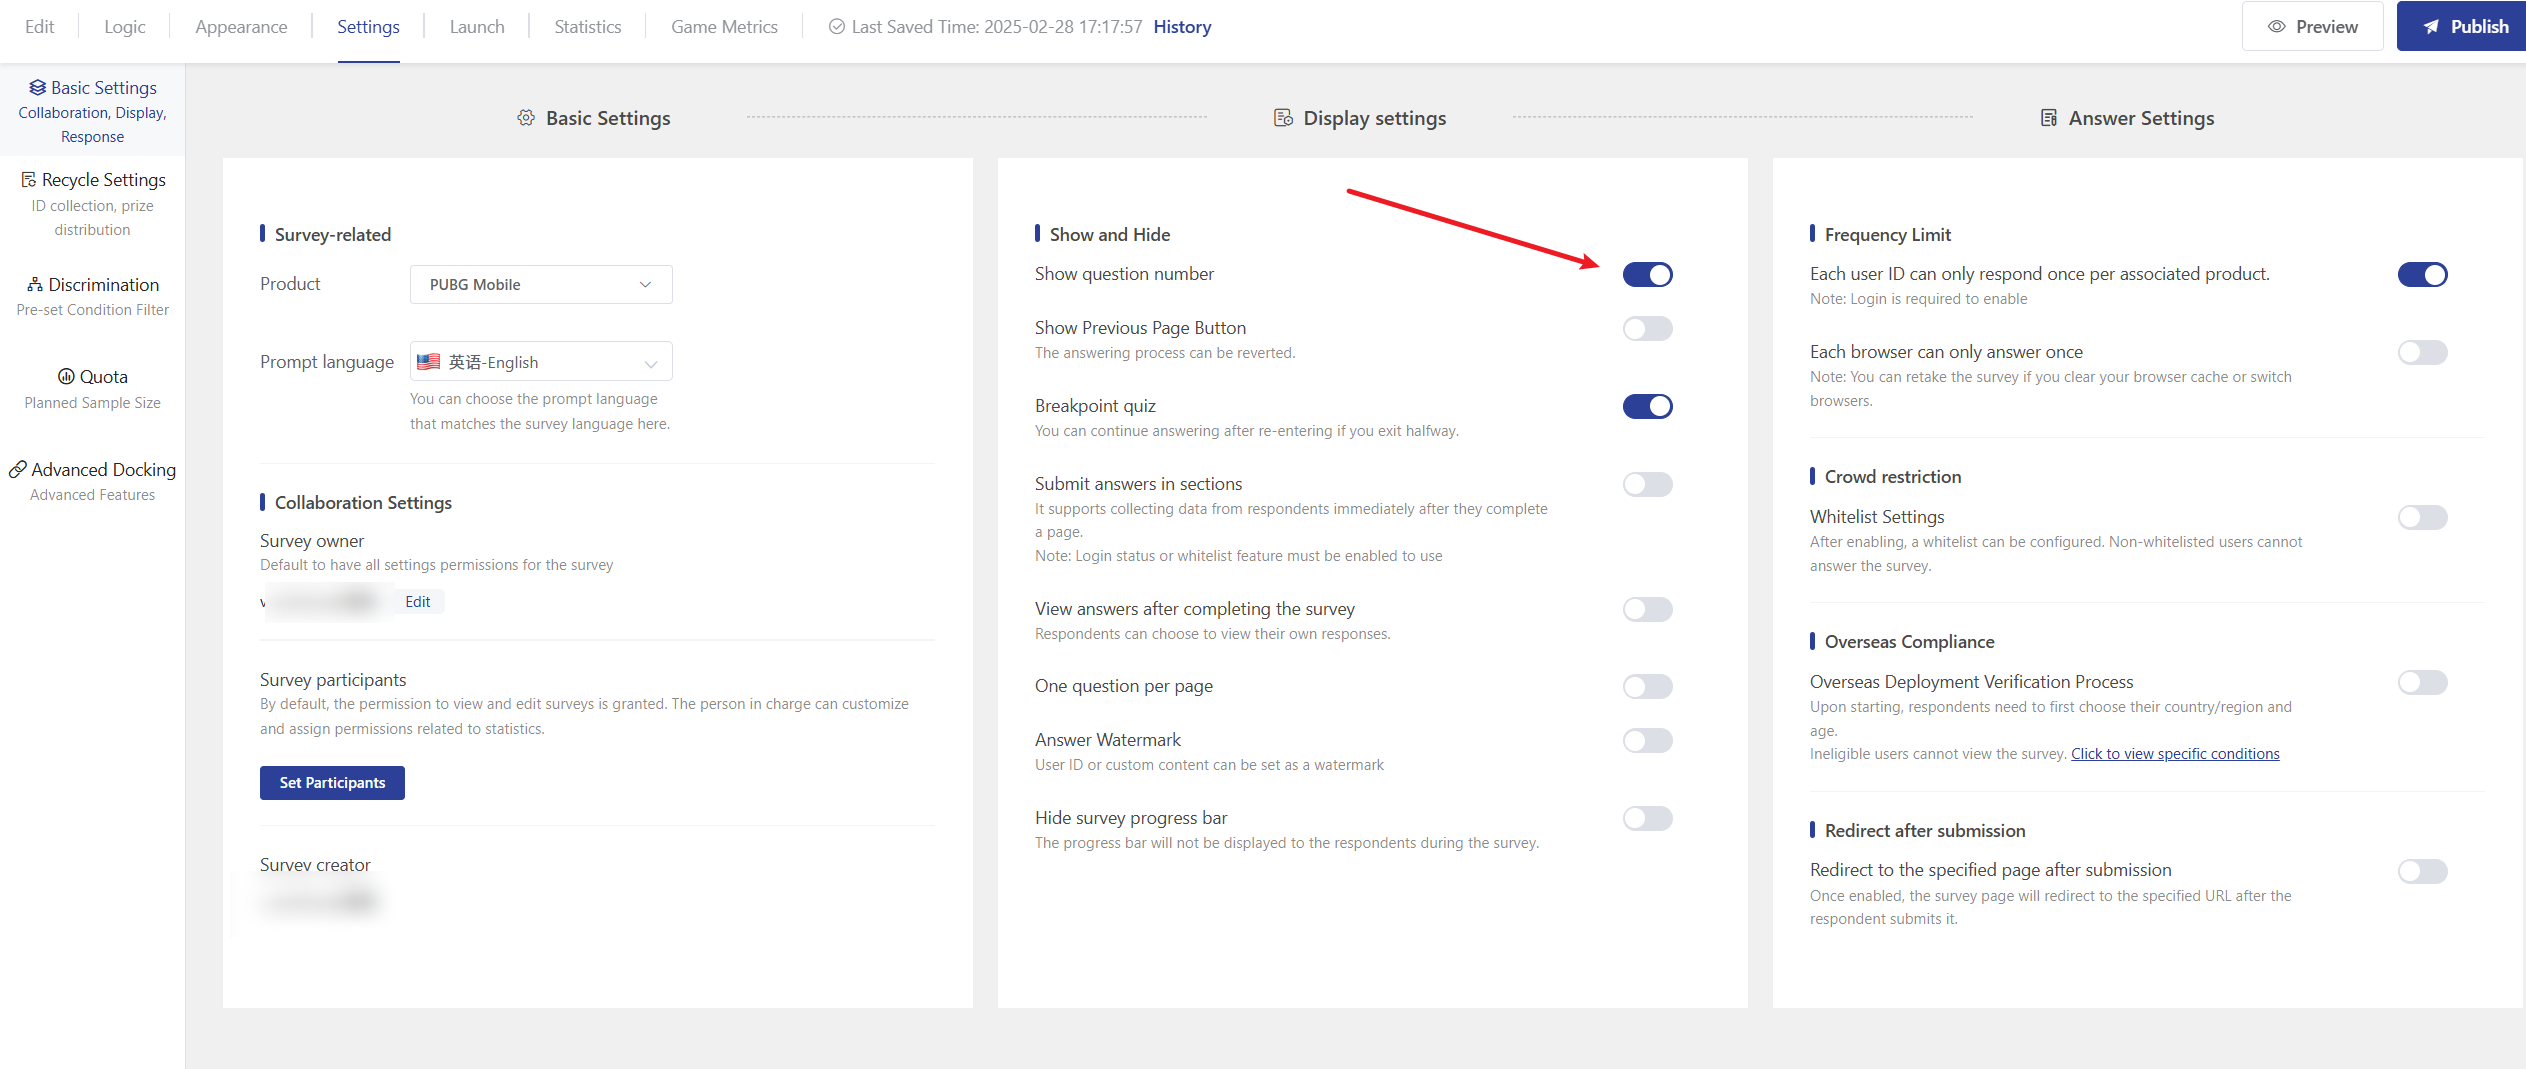 Edit
Logic
Appearance
Settings
Launch
Statistics
Game Metrics
Last Saved Time: 2025-02-28 17:17:57 History
Preview
Publish
Basic Settings
Collaboration, Display,
Response
Recycle Settings
ID collection, prize
distribution
Discrimination
Pre-set Condition Filter
Quota
Planned Sample Size
Advanced Docking
Advanced Features
Basic Settings
Display settings
Answer Settings
Survey-related
Product
PUBG Mobile
Prompt language
英语-English
You can choose the prompt language
that matches the survey language here.
Collaboration Settings
Survey owner
Default to have all settings permissions for the survey
Edit
Survey participants
By default, the permission to view and edit surveys is granted. The person in charge can customize
and assign permissions related to statistics.
Set Participants
Survey creator
Show and Hide
Show question number
Show Previous Page Button
The answering process can be reverted.
Breakpoint quiz
You can continue answering after re-entering if you exit halfway.
Submit answers in sections
It supports collecting data from respondents immediately after they complete
a page.
Note: Login status or whitelist feature must be enabled to use
View answers after completing the survey
Respondents can choose to view their own responses.
One question per page
Answer Watermark
User ID or custom content can be set as a watermark
Hide survey progress bar
The progress bar will not be displayed to the respondents during the survey.
Frequency Limit
Each user ID can only respond once per associated product.
Note: Login is required to enable
Each browser can only answer once
Note: You can retake the survey if you clear your browser cache or switch
browsers.
Crowd restriction
Whitelist Settings
After enabling, a whitelist can be configured. Non-whitelisted users cannot
answer the survey.
Overseas Compliance
Overseas Deployment Verification Process
Upon starting, respondents need to first choose their country/region and
age.
Ineligible users cannot view the survey. Click to view specific conditions
Redirect after submission
Redirect to the specified page after submission
Once enabled, the survey page will redirect to the specified URL after the
respondent submits it.